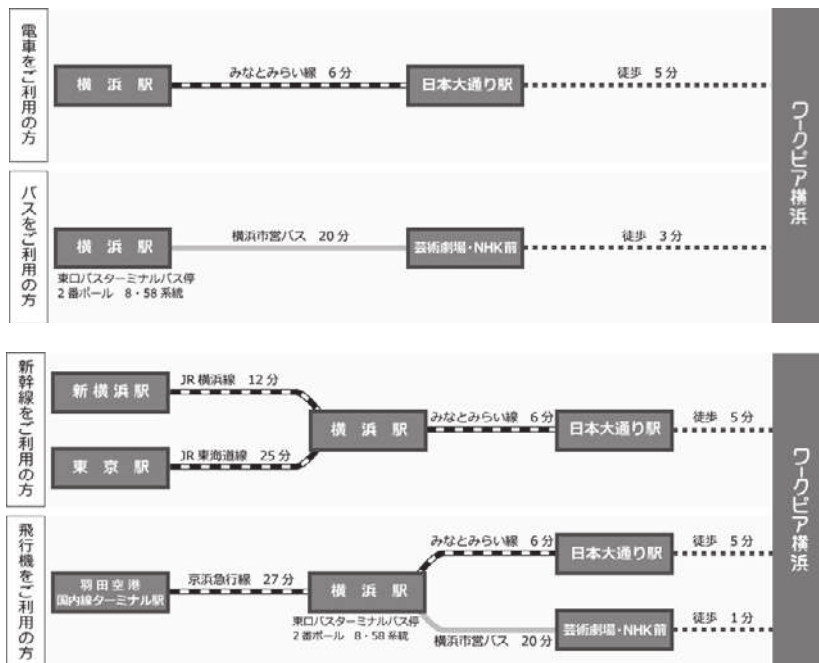 電車をご利用の方
横浜駅
みなとみらい線 6分
日本大通り駅
徒歩 5分
ワークピア横浜
バスをご利用の方
横浜駅
東口バスターミナルバス停
2番ポール 8・58系統
横浜市営バス 20分
芸術劇場・NHK前
徒歩 3分
新幹線をご利用の方
新横浜駅
JR横浜線 12分
東京駅
JR東海道線 25分
横浜駅
みなとみらい線 6分
日本大通り駅
徒歩 5分
ワークピア横浜
飛行機をご利用の方
羽田空港
国内線ターミナル駅
京浜急行線 27分
横浜駅
東口バスターミナルバス停
2番ポール 8・58系統
みなとみらい線 6分
日本大通り駅
徒歩 5分
横浜市営バス 20分
芸術劇場・NHK前
徒歩 1分